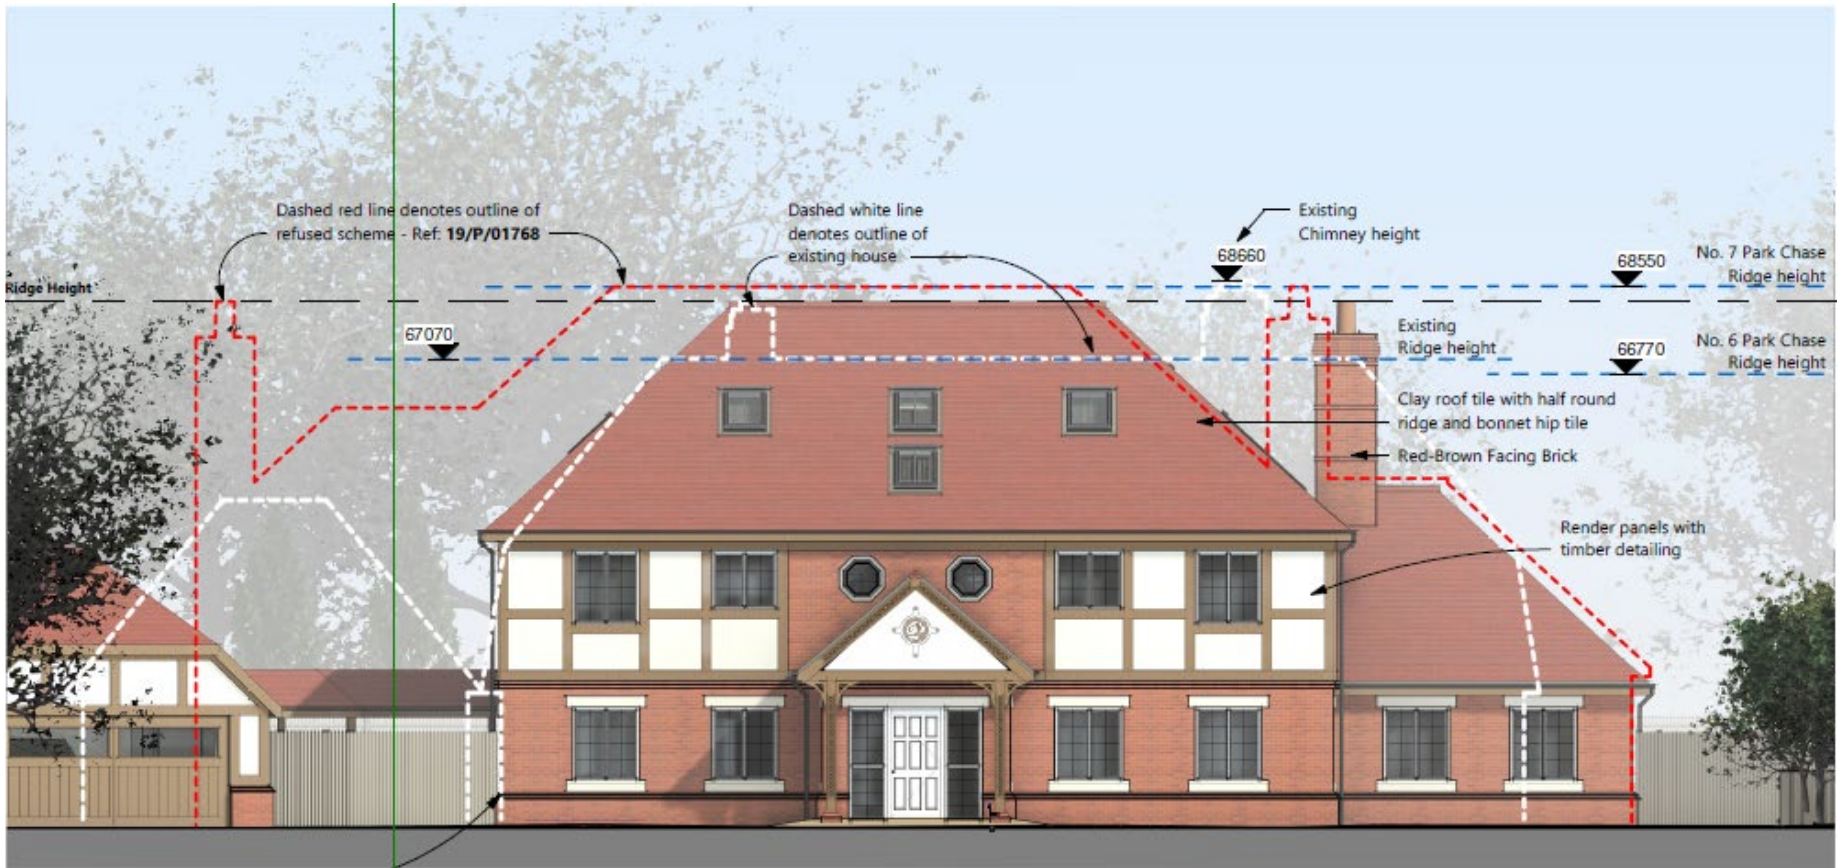 Dashed red line denotes outline of
refused scheme - Ref: 19/P/01768
Dashed white line
denotes outline of
existing house
Existing
Chimney height
68660
68550
No. 7 Park Chase
Ridge height
Ridge Height
67070
Existing
Ridge height
66770
No. 6 Park Chase
Ridge height
Clay roof tile with half round
ridge and bonnet hip tile
Red-Brown Facing Brick
Render panels with
timber detailing